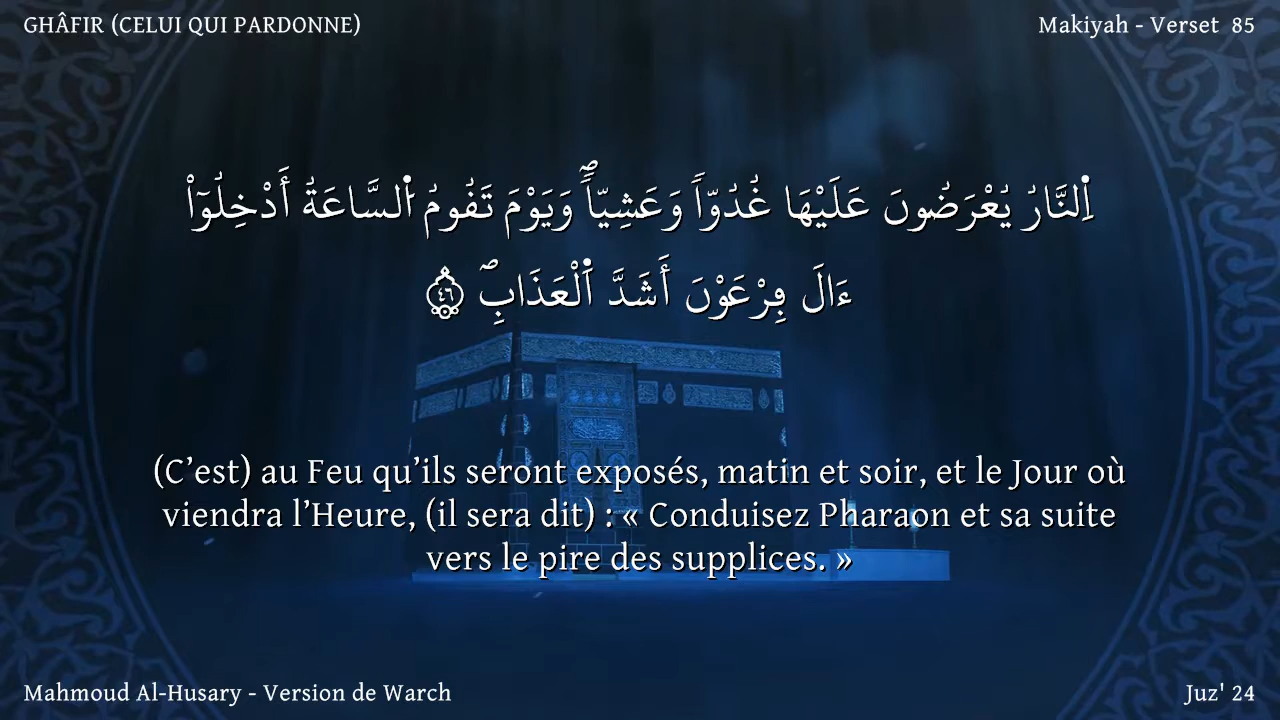 GHÂFIR (CELUI QUI PARDONNE)
Makiyah - Verset 85
اِ۬لنَّارُ يُعْرَضُونَ عَلَيْهَا غُدُوّاٗ وَعَشِيّاٗۖ وَيَوْمَ تَقُومُ اُ۬لسَّاعَةُ أَدْخِلُوٓاْ
ءَالَ فِرْعَوْنَ أَشَدَّ اَ۬لْعَذَابِۖ ٤٦
(C’est) au Feu qu’ils seront exposés, matin et soir, et le Jour où
viendra l’Heure, (il sera dit) : « Conduisez Pharaon et sa suite
vers le pire des supplices. »
Mahmoud Al-Husary - Version de Warch
Juz' 24